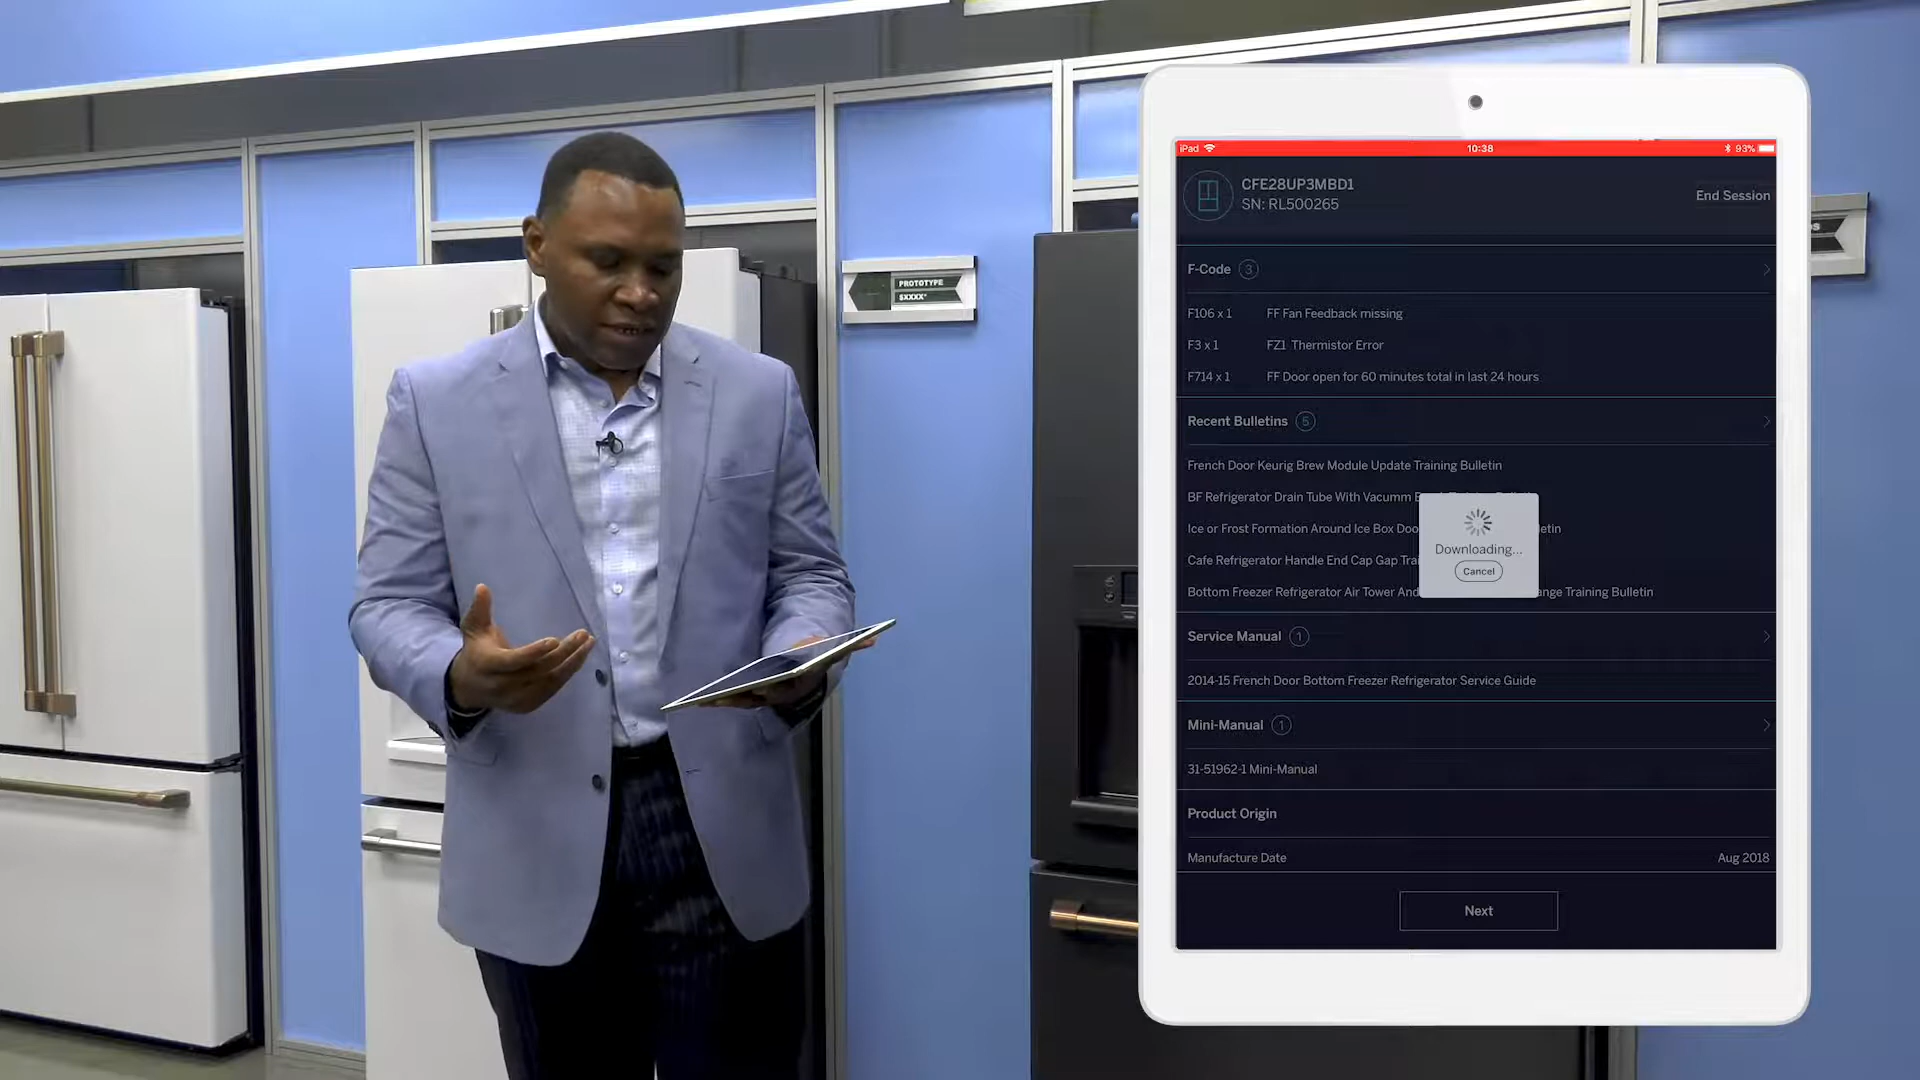 PROTOTYPE
$XXXX*
iPad 10:38 93%
CFE28UP3MBD1
SN: RL500265
End Session
F-Code 3
F106 x 1 FF Fan Feedback missing
F3 x 1 FZ1 Thermistor Error
F714 x 1 FF Door open for 60 minutes total in last 24 hours
Recent Bulletins 5
French Door Keurig Brew Module Update Training Bulletin
BF Refrigerator Drain Tube With Vacumm
Ice or Frost Formation Around Ice Box
Cafe Refrigerator Handle End Cap Gap
Bottom Freezer Refrigerator Air Tower And Training Bulletin
Downloading...
Cancel
Service Manual 1
2014-15 French Door Bottom Freezer Refrigerator Service Guide
Mini-Manual 1
31-51962-1 Mini-Manual
Product Origin
Manufacture Date Aug 2018
Next